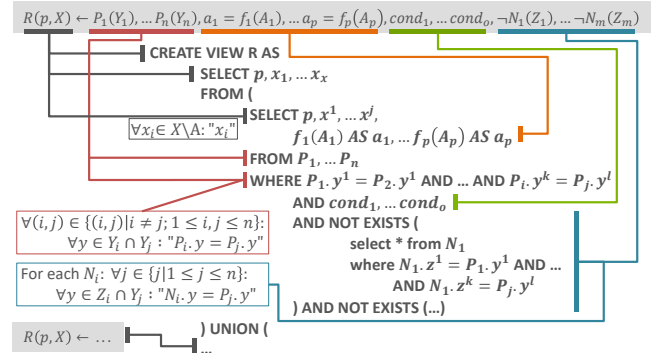 R(p, X) ← P₁(Y₁), … Pₙ(Yₙ), a₁ = f₁(A₁), … aₚ = fₚ(Aₚ), cond₁, … condₒ, ¬N₁(Z₁), … ¬Nₘ(Zₘ)
CREATE VIEW R AS
SELECT p, x₁, … xₓ
FROM (
SELECT p, x¹, … xʲ,
∀xᵢ∈ X\A: "xᵢ"
f₁(A₁) AS a₁, … fₚ(Aₚ) AS aₚ
FROM P₁, … Pₙ
WHERE P₁. y¹ = P₂. y¹ AND … AND Pᵢ. yᵏ = Pⱼ. yˡ
AND cond₁, … condₒ
∀(i, j) ∈ {(i, j)|i ≠ j; 1 ≤ i, j ≤ n}:
∀y ∈ Yᵢ ∩ Yⱼ : "Pᵢ. y = Pⱼ. y"
AND NOT EXISTS (
select * from N₁
where N₁. z¹ = P₁. y¹ AND …
AND N₁. zᵏ = Pⱼ. yˡ
For each Nᵢ: ∀j ∈ {j|1 ≤ j ≤ n}:
∀y ∈ Zᵢ ∩ Yⱼ : "Nᵢ. y = Pⱼ. y"
) AND NOT EXISTS (…)
R(p, X) ← …
) UNION (
…